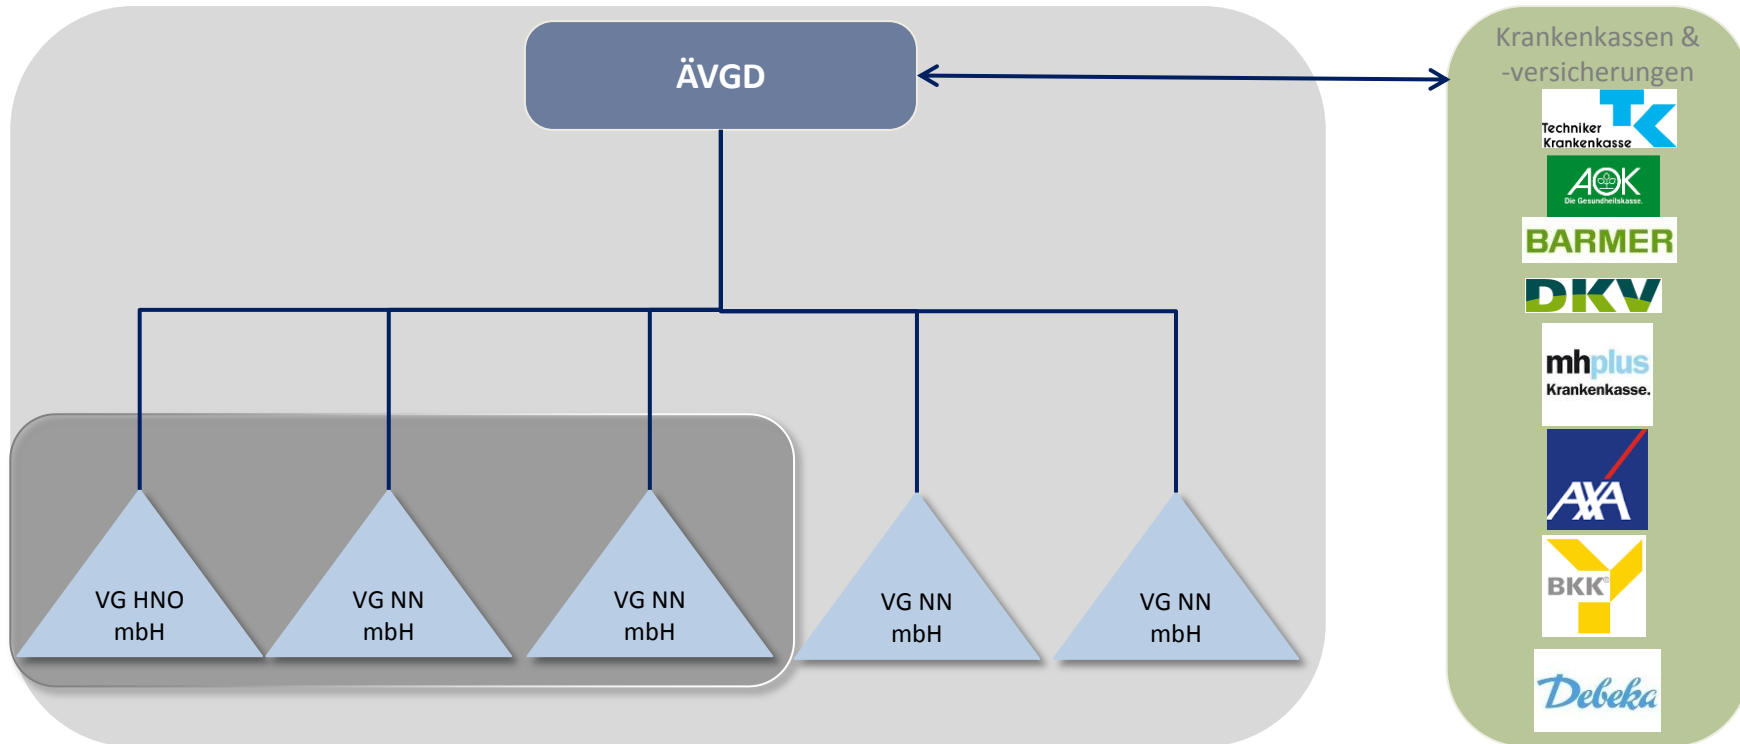 ÄVGD
Krankenkassen &
-versicherungen
TK
Techniker
Krankenkasse
AOK
Die Gesundheitskasse.
BARMER
DKV
mhplus
Krankenkasse.
AXA
BKK®
Debeka
VG HNO
mbH
VG NN
mbH
VG NN
mbH
VG NN
mbH
VG NN
mbH